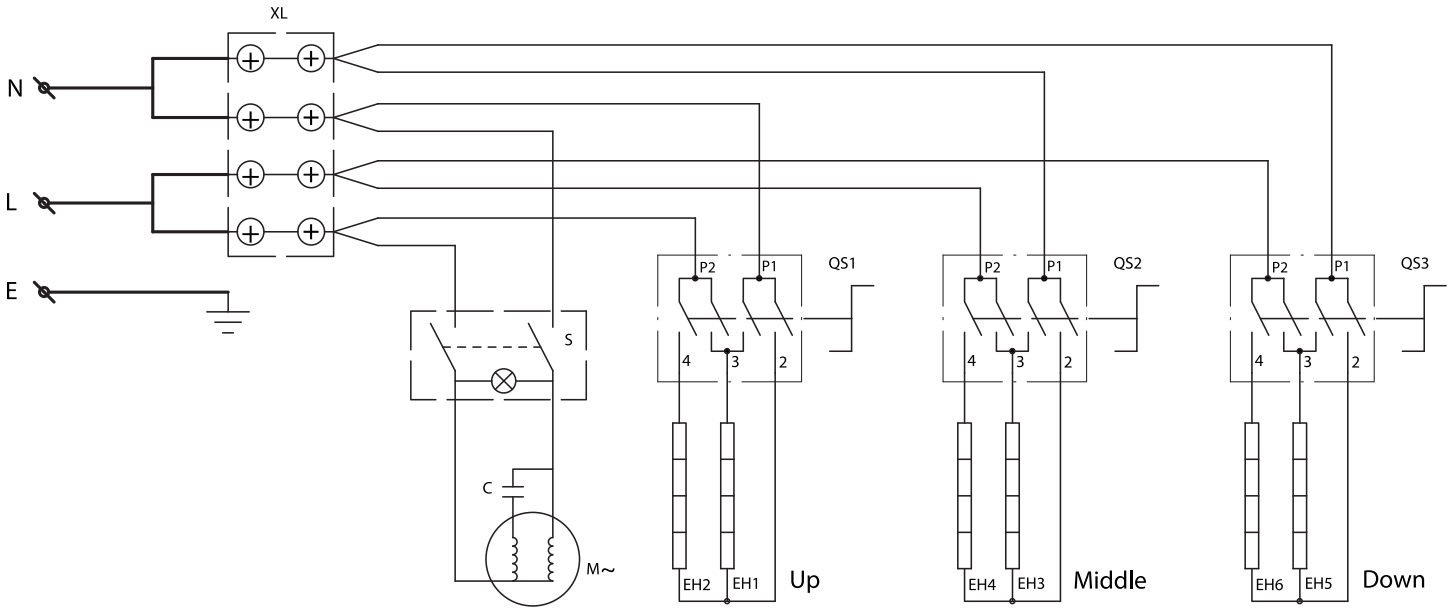 XL
N
L
E
P2 P1 QS1
P2 P1 QS2
P2 P1 QS3
S
4 3 2
4 3 2
4 3 2
C
M~
EH2 EH1 Up
EH4 EH3 Middle
EH6 EH5 Down